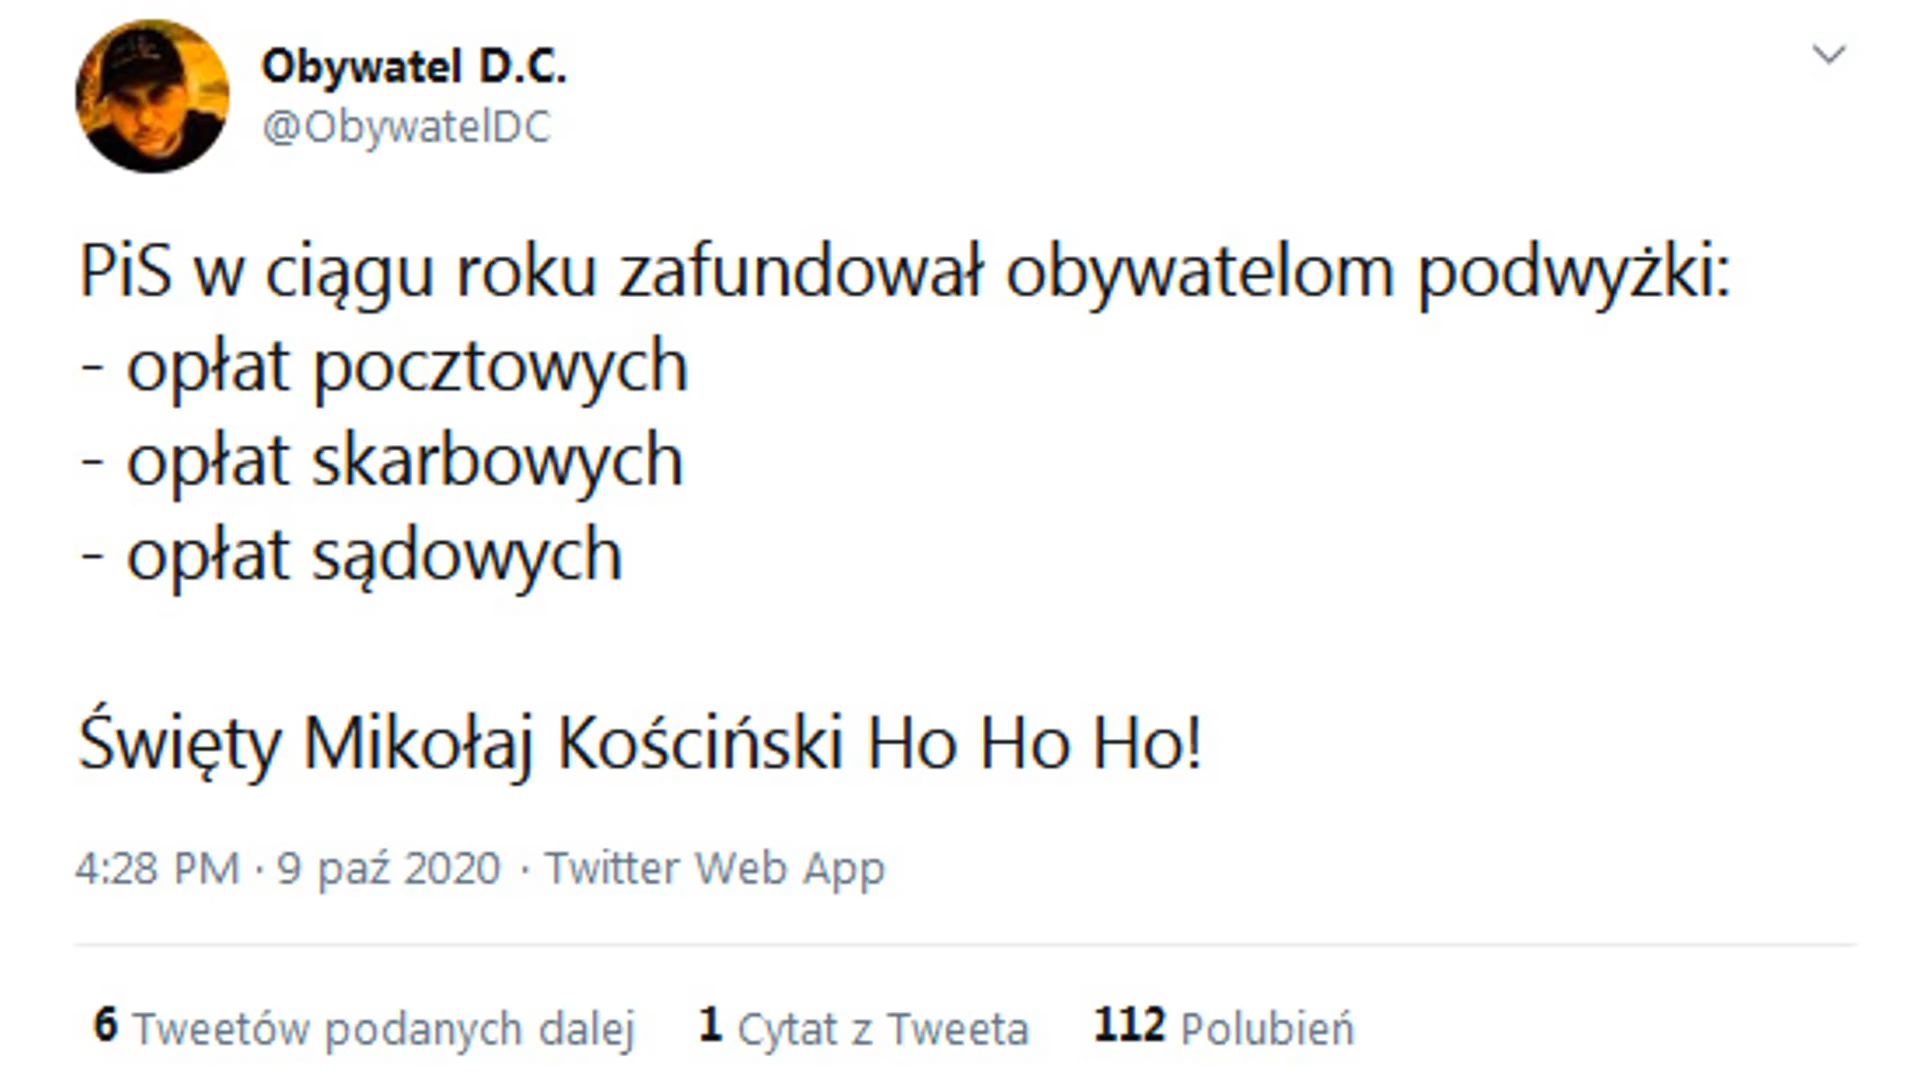 Obywatel D.C.
@ObywatelDC
PiS w ciągu roku zafundował obywatelom podwyżki:
- opłat pocztowych
- opłat skarbowych
- opłat sądowych
Święty Mikołaj Kościński Ho Ho Ho!
4:28 PM · 9 paź 2020 · Twitter Web App
6 Tweetów podanych dalej 1 Cytat z Tweeta 112 Polubień